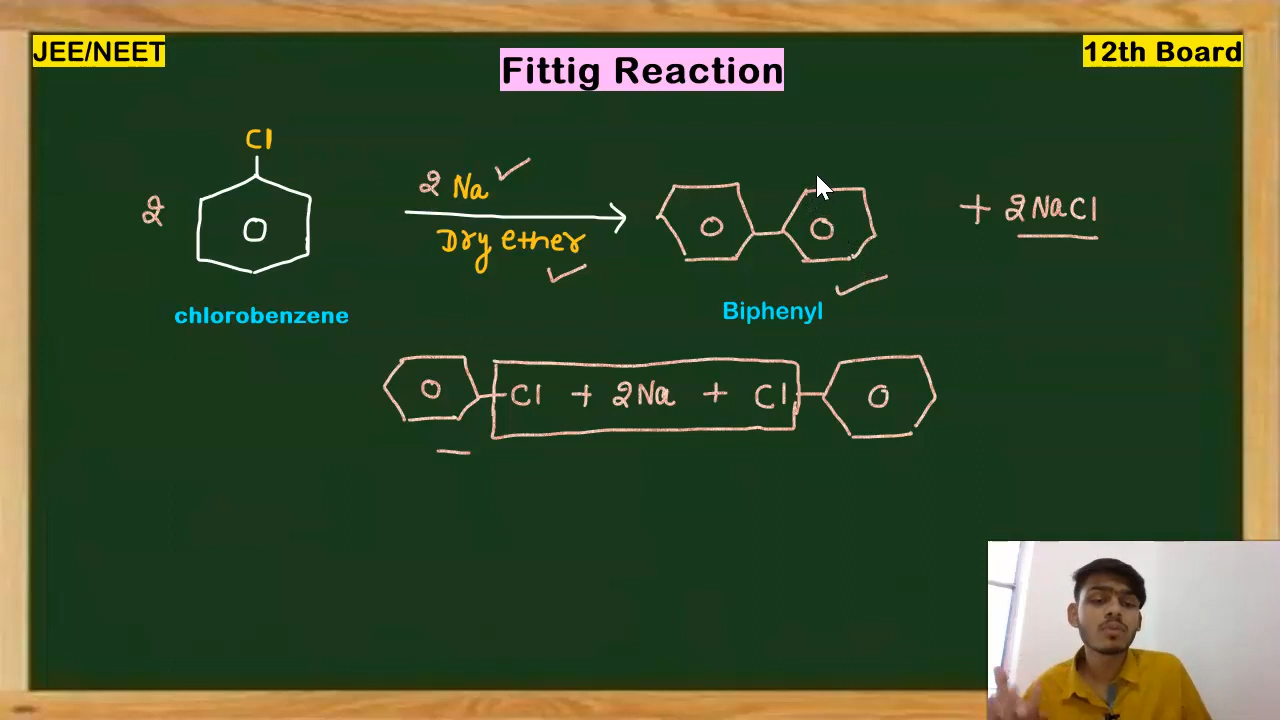 JEE/NEET
12th Board
Fittig Reaction
Cl
2
2 Na
Dry ether
+ 2NaCl
chlorobenzene
Biphenyl
Cl + 2Na + Cl